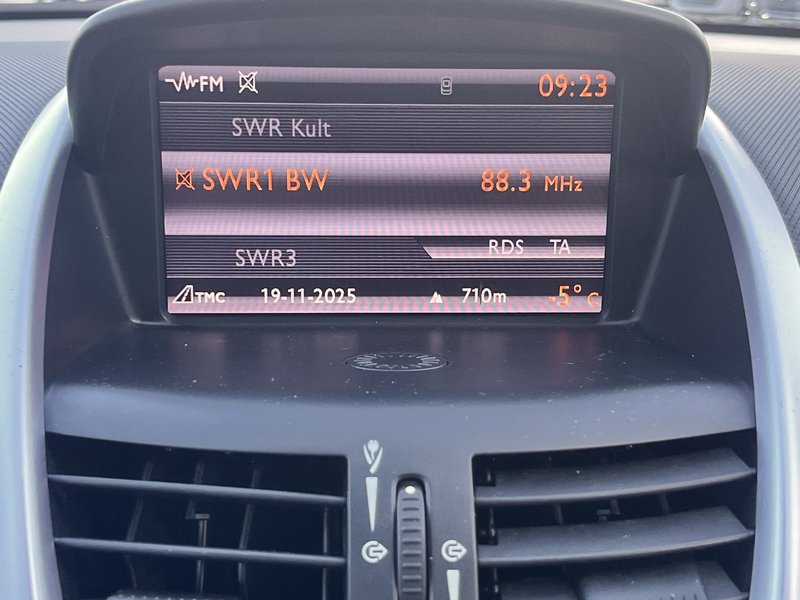 FM 09:23
SWR Kult
SWR1 BW 88.3 MHz
RDS TA
SWR3
TMC 19-11-2025 710m -5° C